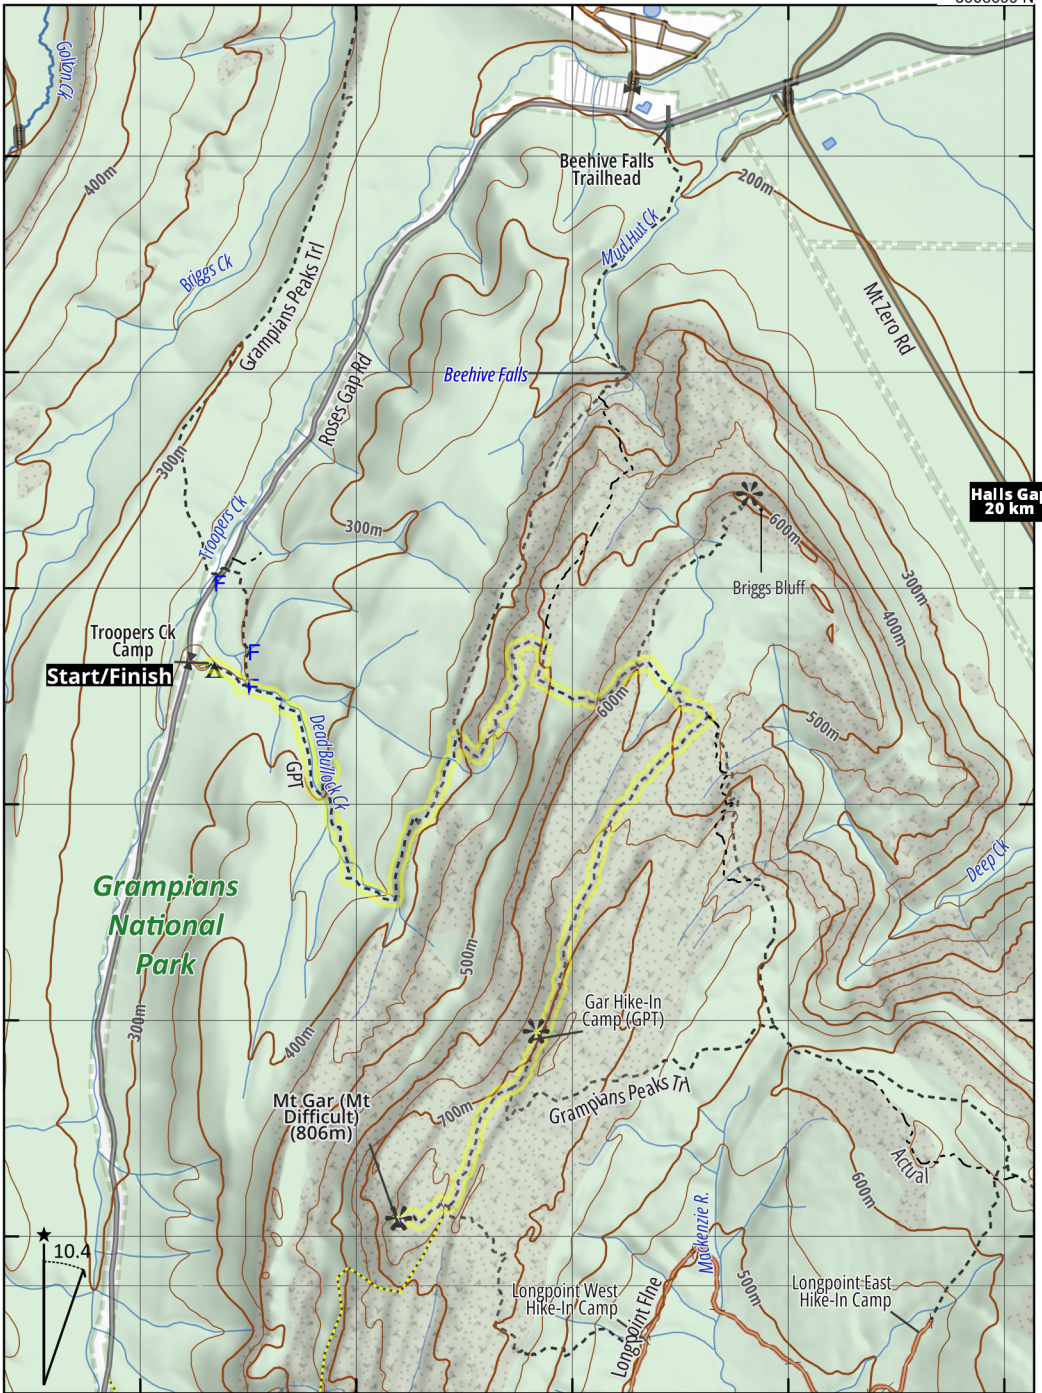 Golton Ck
400m
Beehive Falls
Trailhead
200m
Mud Hut Ck
Briggs Ck
Grampians Peaks Trl
Mt Zero Rd
Roses Gap Rd
Beehive Falls
300m
Halls Gap
20 km
Troopers Ck
300m
600m
Briggs Bluff
300m
400m
F
Troopers Ck
Camp
F
Start/Finish
F
600m
500m
Dead Bullock Ck
GPT
Deep Ck
Grampians
National
Park
500m
300m
400m
Gar Hike-In
Camp (GPT)
Mt Gar (Mt
Difficult)
(806m)
700m
Grampians Peaks Trl
Actual
600m
Mackenzie R.
10.4
Longpoint West
Hike-In Camp
Longpoint Flne
500m
Longpoint East
Hike-In Camp